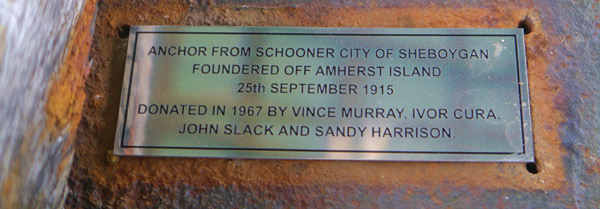 ANCHOR FROM SCHOONER CITY OF SHEBOYGAN
FOUNDERED OFF AMHERST ISLAND
25th SEPTEMBER 1915
DONATED IN 1967 BY VINCE MURRAY, IVOR CURA,
JOHN SLACK AND SANDY HARRISON.